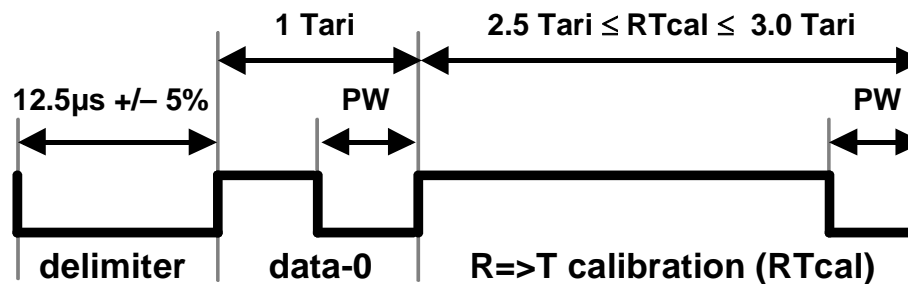 1 Tari
2.5 Tari ≤ RTcal ≤ 3.0 Tari
12.5µs +/– 5%
PW
PW
delimiter
data-0
R=>T calibration (RTcal)